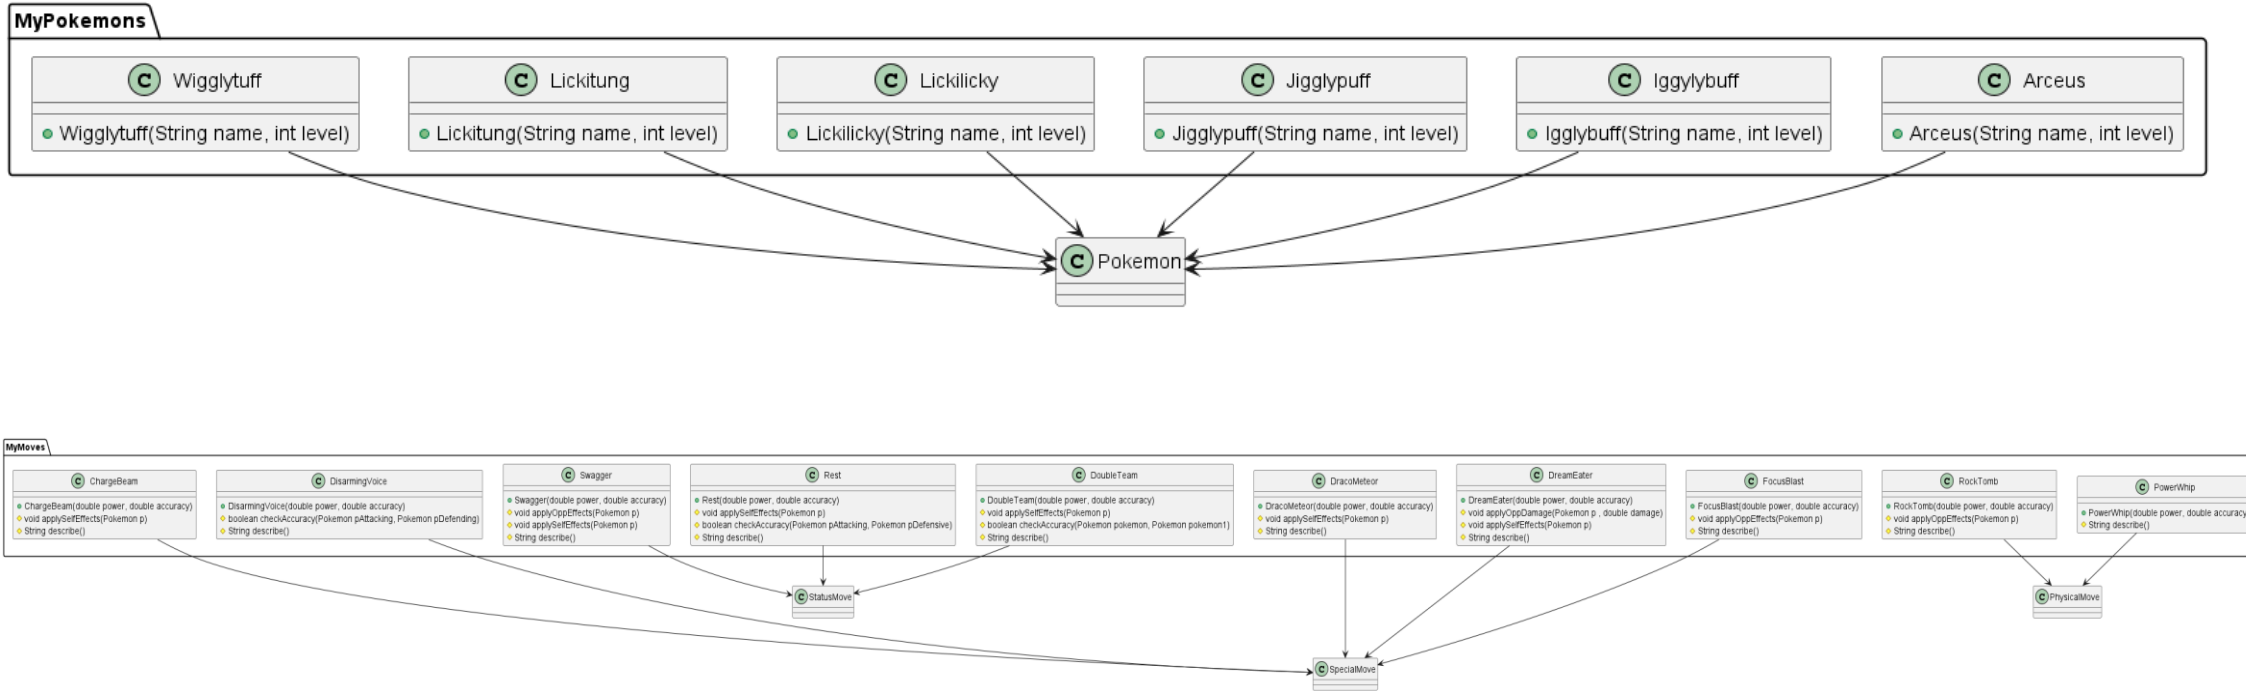 MyPokemons
C Wigglytuff
Wigglytuff(String name, int level)
C Lickitung
Lickitung(String name, int level)
C Lickilicky
Lickilicky(String name, int level)
C Jigglypuff
Jigglypuff(String name, int level)
C Iggylybuff
Igglybuff(String name, int level)
C Arceus
Arceus(String name, int level)
C Pokemon
MyMoves
C ChargeBeam
ChargeBeam(double power, double accuracy)
void applySelfEffects(Pokemon p)
String describe()
C DisarmingVoice
DisarmingVoice(double power, double accuracy)
boolean checkAccuracy(Pokemon pAttacking, Pokemon pDefending)
String describe()
C Swagger
Swagger(double power, double accuracy)
void applyOppEffects(Pokemon p)
void applySelfEffects(Pokemon p)
String describe()
C Rest
Rest(double power, double accuracy)
void applySelfEffects(Pokemon p)
boolean checkAccuracy(Pokemon pAttacking, Pokemon pDefensive)
String describe()
C DoubleTeam
DoubleTeam(double power, double accuracy)
void applySelfEffects(Pokemon p)
boolean checkAccuracy(Pokemon pokemon, Pokemon pokemon1)
String describe()
C DracoMeteor
DracoMeteor(double power, double accuracy)
void applySelfEffects(Pokemon p)
String describe()
C DreamEater
DreamEater(double power, double accuracy)
void applyOppDamage(Pokemon p , double damage)
void applySelfEffects(Pokemon p)
String describe()
C FocusBlast
FocusBlast(double power, double accuracy)
void applyOppEffects(Pokemon p)
String describe()
C RockTomb
RockTomb(double power, double accuracy)
void applyOppEffects(Pokemon p)
String describe()
C PowerWhip
PowerWhip(double power, double accuracy
String describe()
C StatusMove
C PhysicalMove
C SpecialMove